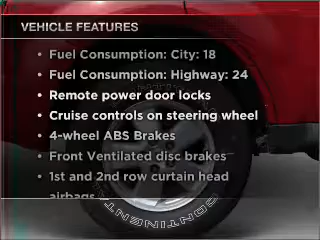 VEHICLE FEATURES
• Fuel Consumption: City: 18
• Fuel Consumption: Highway: 24
• Remote power door locks
• Cruise controls on steering wheel
• 4-wheel ABS Brakes
• Front Ventilated disc brakes
• 1st and 2nd row curtain head
airbags
CONTINENT